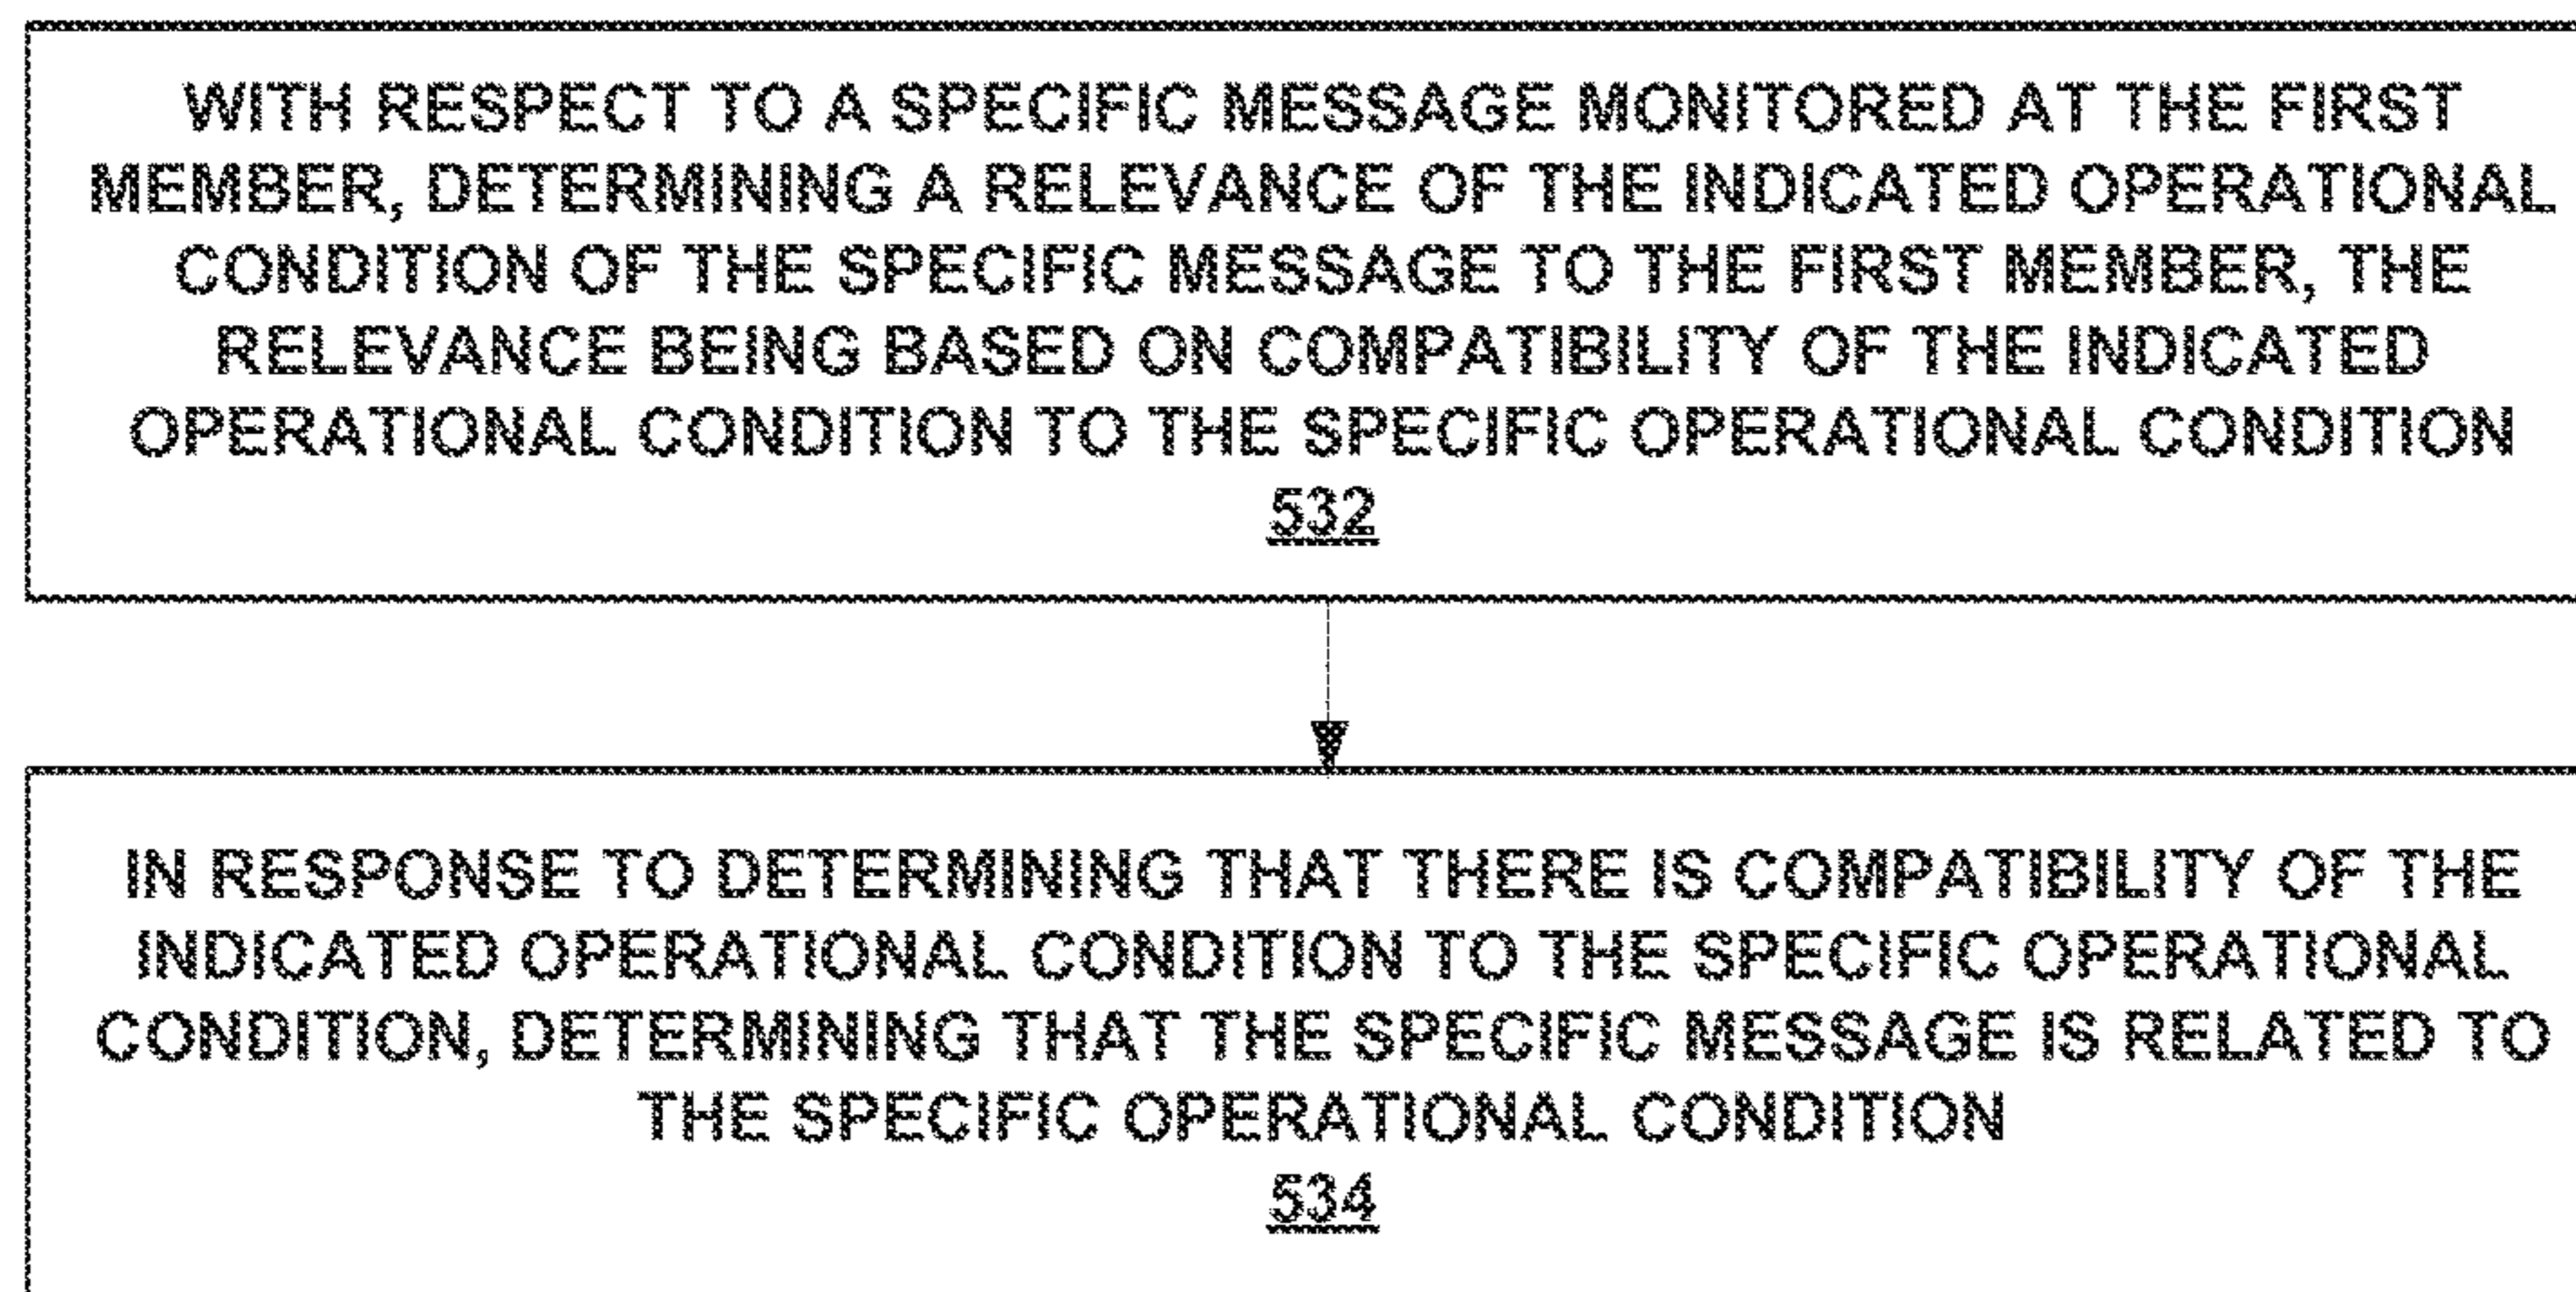 WITH RESPECT TO A SPECIFIC MESSAGE MONITORED AT THE FIRST
MEMBER, DETERMINING A RELEVANCE OF THE INDICATED OPERATIONAL
CONDITION OF THE SPECIFIC MESSAGE TO THE FIRST MEMBER, THE
RELEVANCE BEING BASED ON COMPATIBILITY OF THE INDICATED
OPERATIONAL CONDITION TO THE SPECIFIC OPERATIONAL CONDITION
532
IN RESPONSE TO DETERMINING THAT THERE IS COMPATIBILITY OF THE
INDICATED OPERATIONAL CONDITION TO THE SPECIFIC OPERATIONAL
CONDITION, DETERMINING THAT THE SPECIFIC MESSAGE IS RELATED TO
THE SPECIFIC OPERATIONAL CONDITION
534